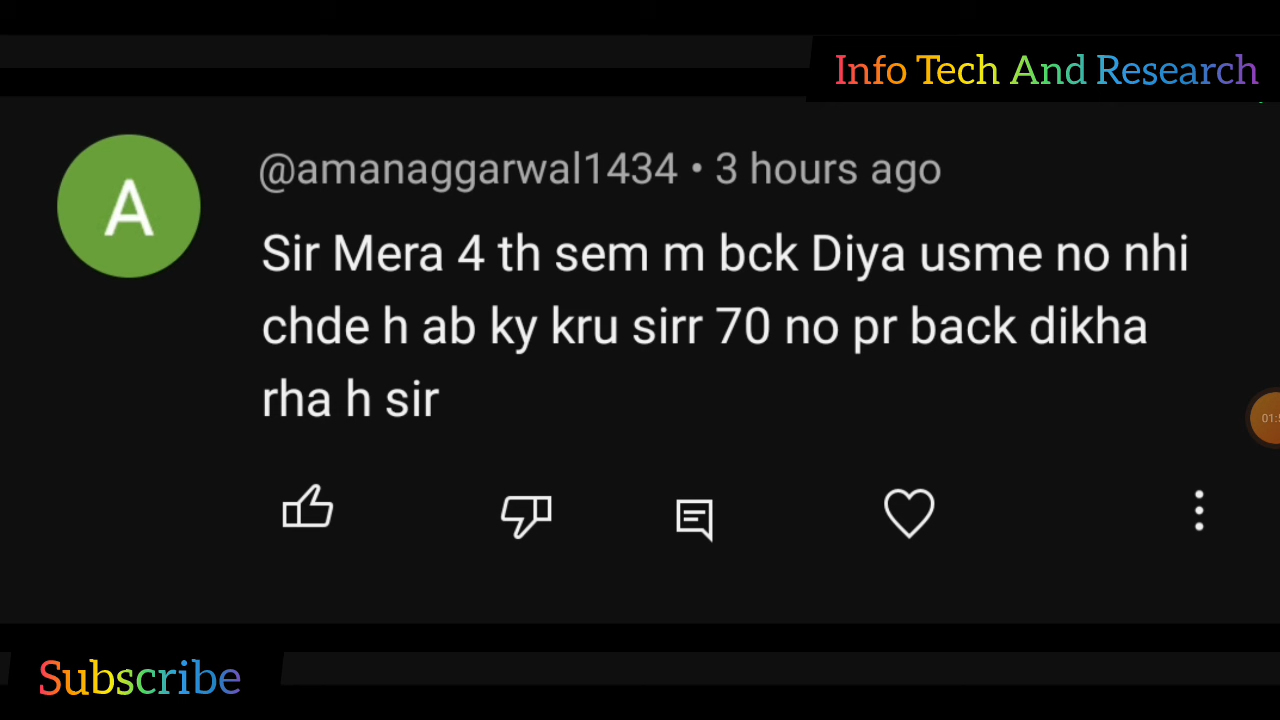 Info Tech And Research
A
@amanaggarwal1434 • 3 hours ago
Sir Mera 4 th sem m bck Diya usme no nhi
chde h ab ky kru sirr 70 no pr back dikha
rha h sir
Subscribe